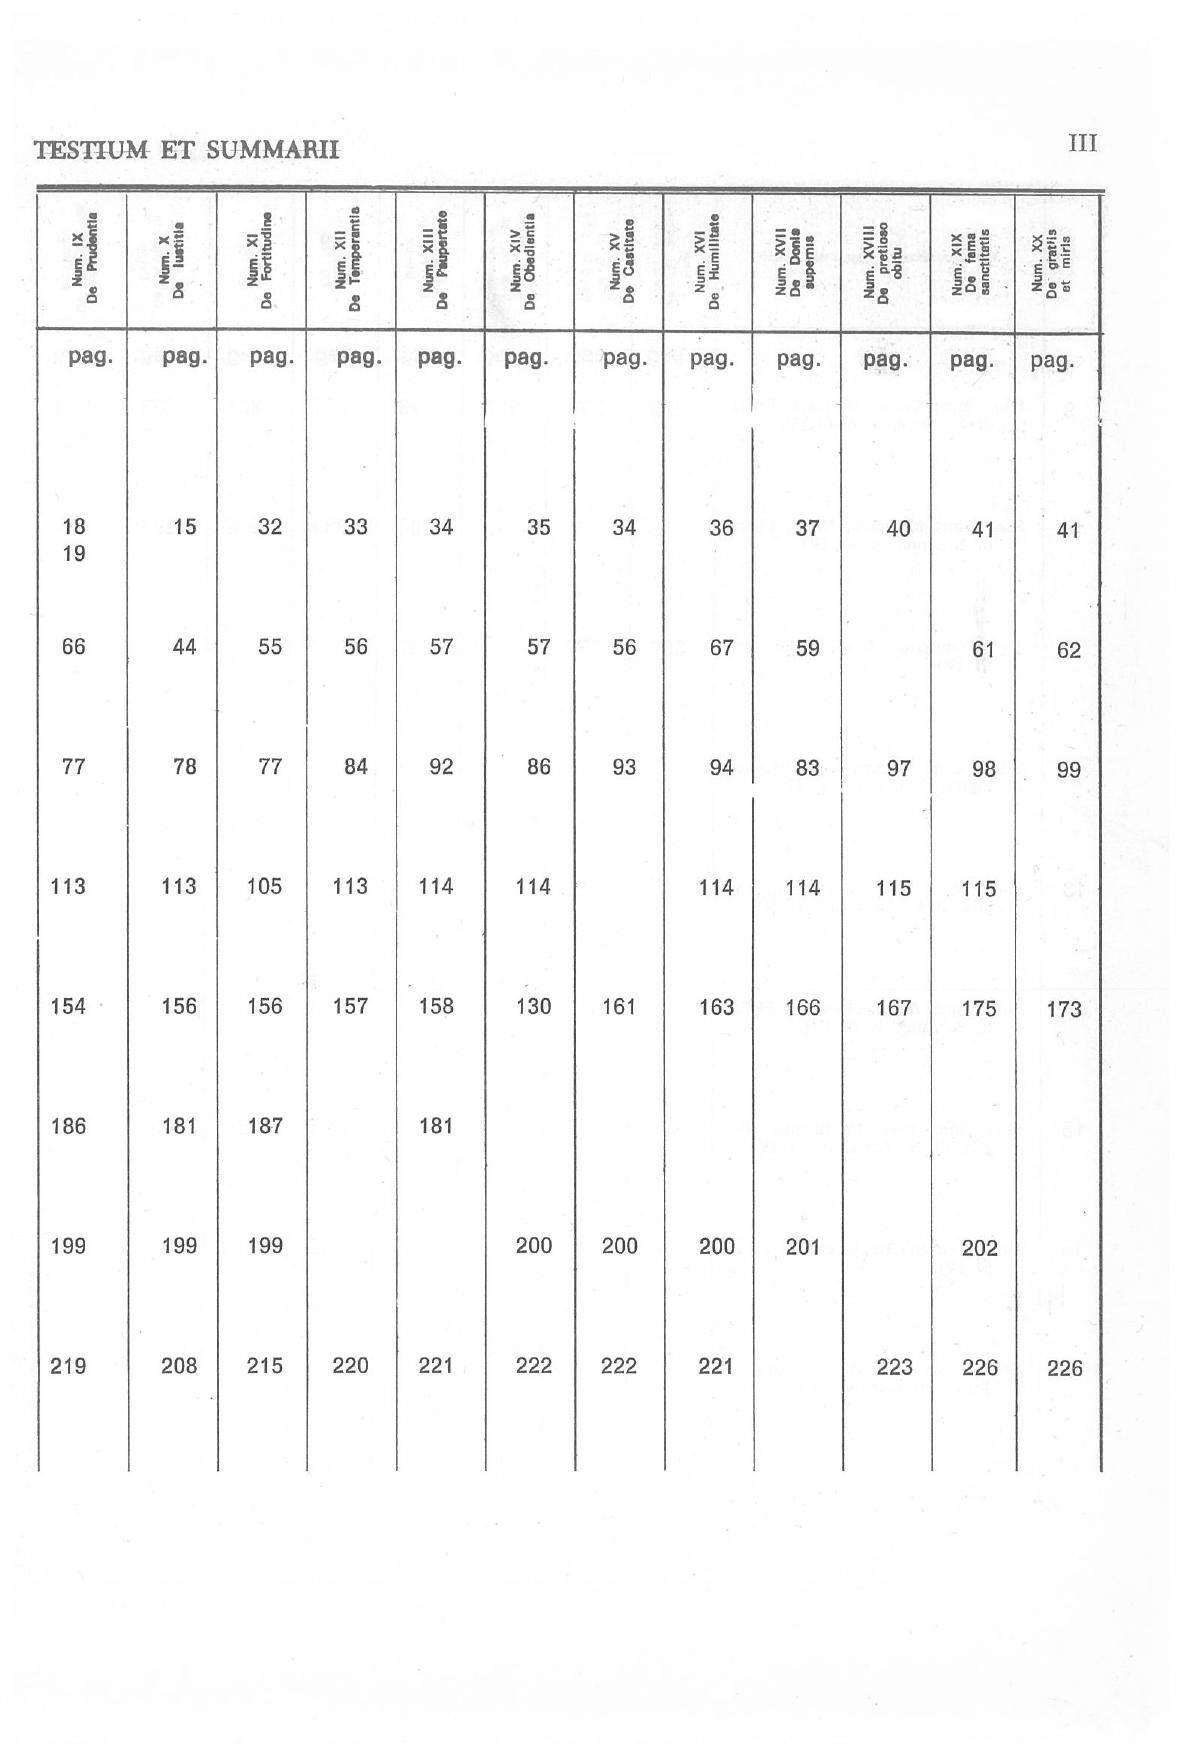 TESTIUM ET SUMMARII
III
Num. IX
De Prudentia
Num. X
De Iustitia
Num. XI
De Fortitudine
Num. XII
De Temperantia
Num. XIII
De Paupertate
Num. XIV
De Obedientia
Num. XV
De Castitate
Num. XVI
De Humilitate
Num. XVII
De Donis
supernis
Num. XVIII
De pretioso
obitu
Num. XIX
De fama
sanctitatis
Num. XX
De gratiis
et miris
pag. pag. pag. pag. pag. pag. pag. pag. pag. pag. pag. pag.
18 15 32 33 34 35 34 36 37 40 41 41
19
66 44 55 56 57 57 56 67 59 61 62
77 78 77 84 92 86 93 94 83 97 98 99
113 113 105 113 114 114 114 114 115 115
154 156 156 157 158 130 161 163 166 167 175 173
186 181 187 181
199 199 199 200 200 200 201 202
219 208 215 220 221 222 222 221 223 226 226